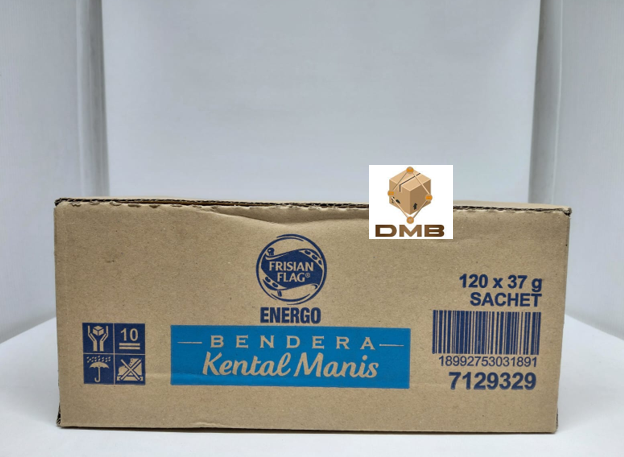 DMB
FRISIAN
FLAG®
ENERGO
BENDERA
Kental Manis
10
120 x 37 g
SACHET
18992753031891
7129329